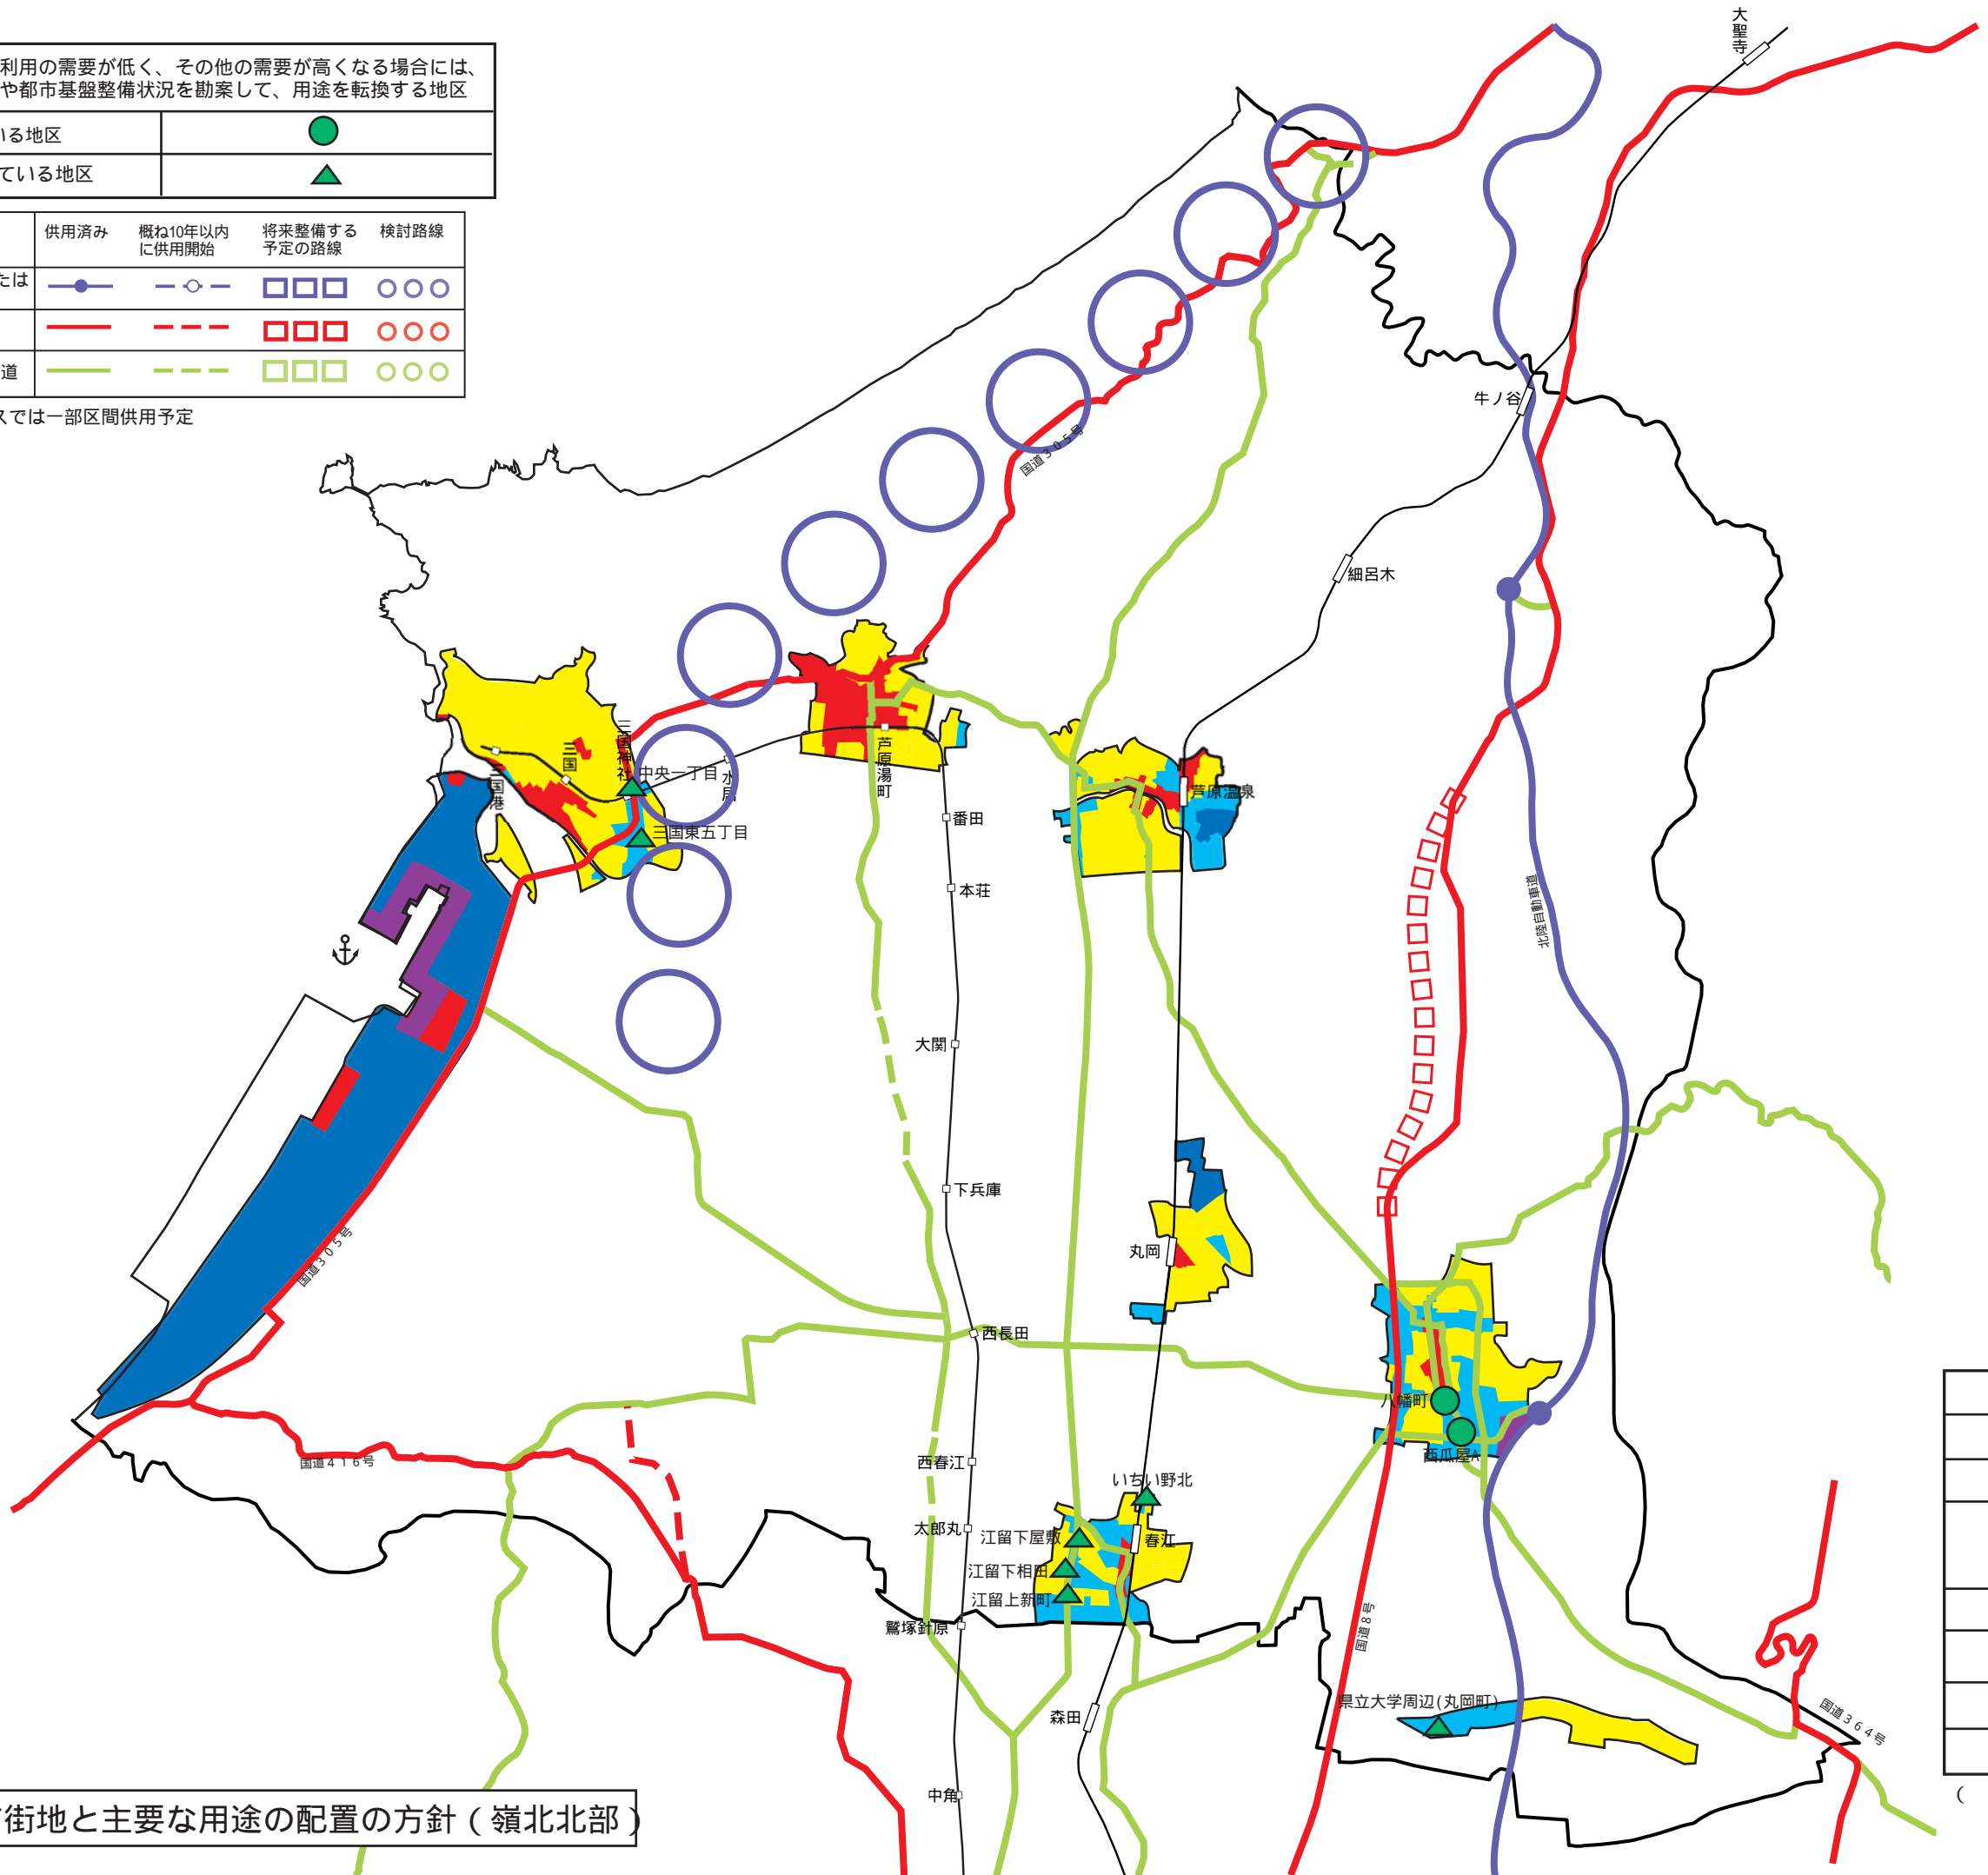 利用の需要が低く、その他の需要が高くなる場合には、
や都市基盤整備状況を勘案して、用途を転換する地区
いる地区
ている地区
供用済み
概ね10年以内
に供用開始
将来整備する
予定の路線
検討路線
たは
道
スでは一部区間供用予定
大聖寺
牛ノ谷
国道305号
細呂木
三国神社
三国
三国港
中央一丁目
水居
三国東五丁目
芦原湯町
芦原温泉
番田
本荘
北陸自動車道
大関
下兵庫
丸岡
国道305号
西長田
八幡町
西瓜屋A
国道416号
西春江
いちい野北
太郎丸
江留下屋敷
春江
江留下相田
江留上新町
鷲塚針原
国道8号
県立大学周辺(丸岡町)
森田
国道364号
中角
街地と主要な用途の配置の方針(嶺北北部)
(